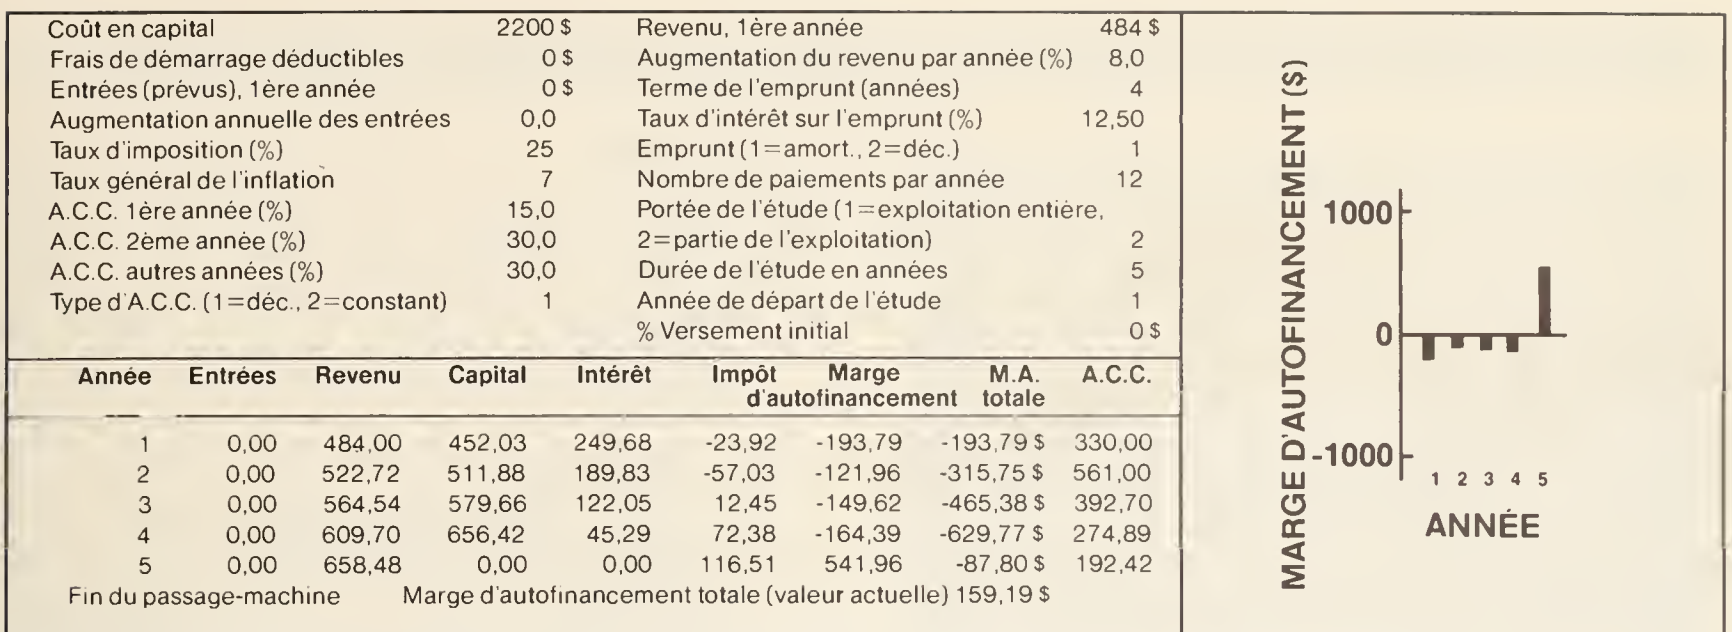 Coût en capital 2200 $
Frais de démarrage déductibles 0 $
Entrées (prévus), 1ère année 0 $
Augmentation annuelle des entrées 0,0
Taux d'imposition (%) 25
Taux général de l'inflation 7
A.C.C. 1ère année (%) 15,0
A.C.C. 2ème année (%) 30,0
A.C.C. autres années (%) 30,0
Type d'A.C.C. (1=déc., 2=constant) 1
Revenu, 1ère année 484 $
Augmentation du revenu par année (%) 8,0
Terme de l'emprunt (années) 4
Taux d'intérêt sur l'emprunt (%) 12,50
Emprunt (1=amort., 2=déc.) 1
Nombre de paiements par année 12
Portée de l'étude (1=exploitation entière,
2=partie de l'exploitation) 2
Durée de l'étude en années 5
Année de départ de l'étude 1
% Versement initial 0 $
Année Entrées Revenu Capital Intérêt Impôt Marge M.A. A.C.C.
d'autofinancement totale
1 0,00 484,00 452,03 249,68 -23,92 -193,79 -193,79 $ 330,00
2 0,00 522,72 511,88 189,83 -57,03 -121,96 -315,75 $ 561,00
3 0,00 564,54 579,66 122,05 12,45 -149,62 -465,38 $ 392,70
4 0,00 609,70 656,42 45,29 72,38 -164,39 -629,77 $ 274,89
5 0,00 658,48 0,00 0,00 116,51 541,96 -87,80 $ 192,42
Fin du passage-machine Marge d'autofinancement totale (valeur actuelle) 159,19 $
MARGE D'AUTOFINANCEMENT ($)
1000
0
-1000
1 2 3 4 5
ANNÉE